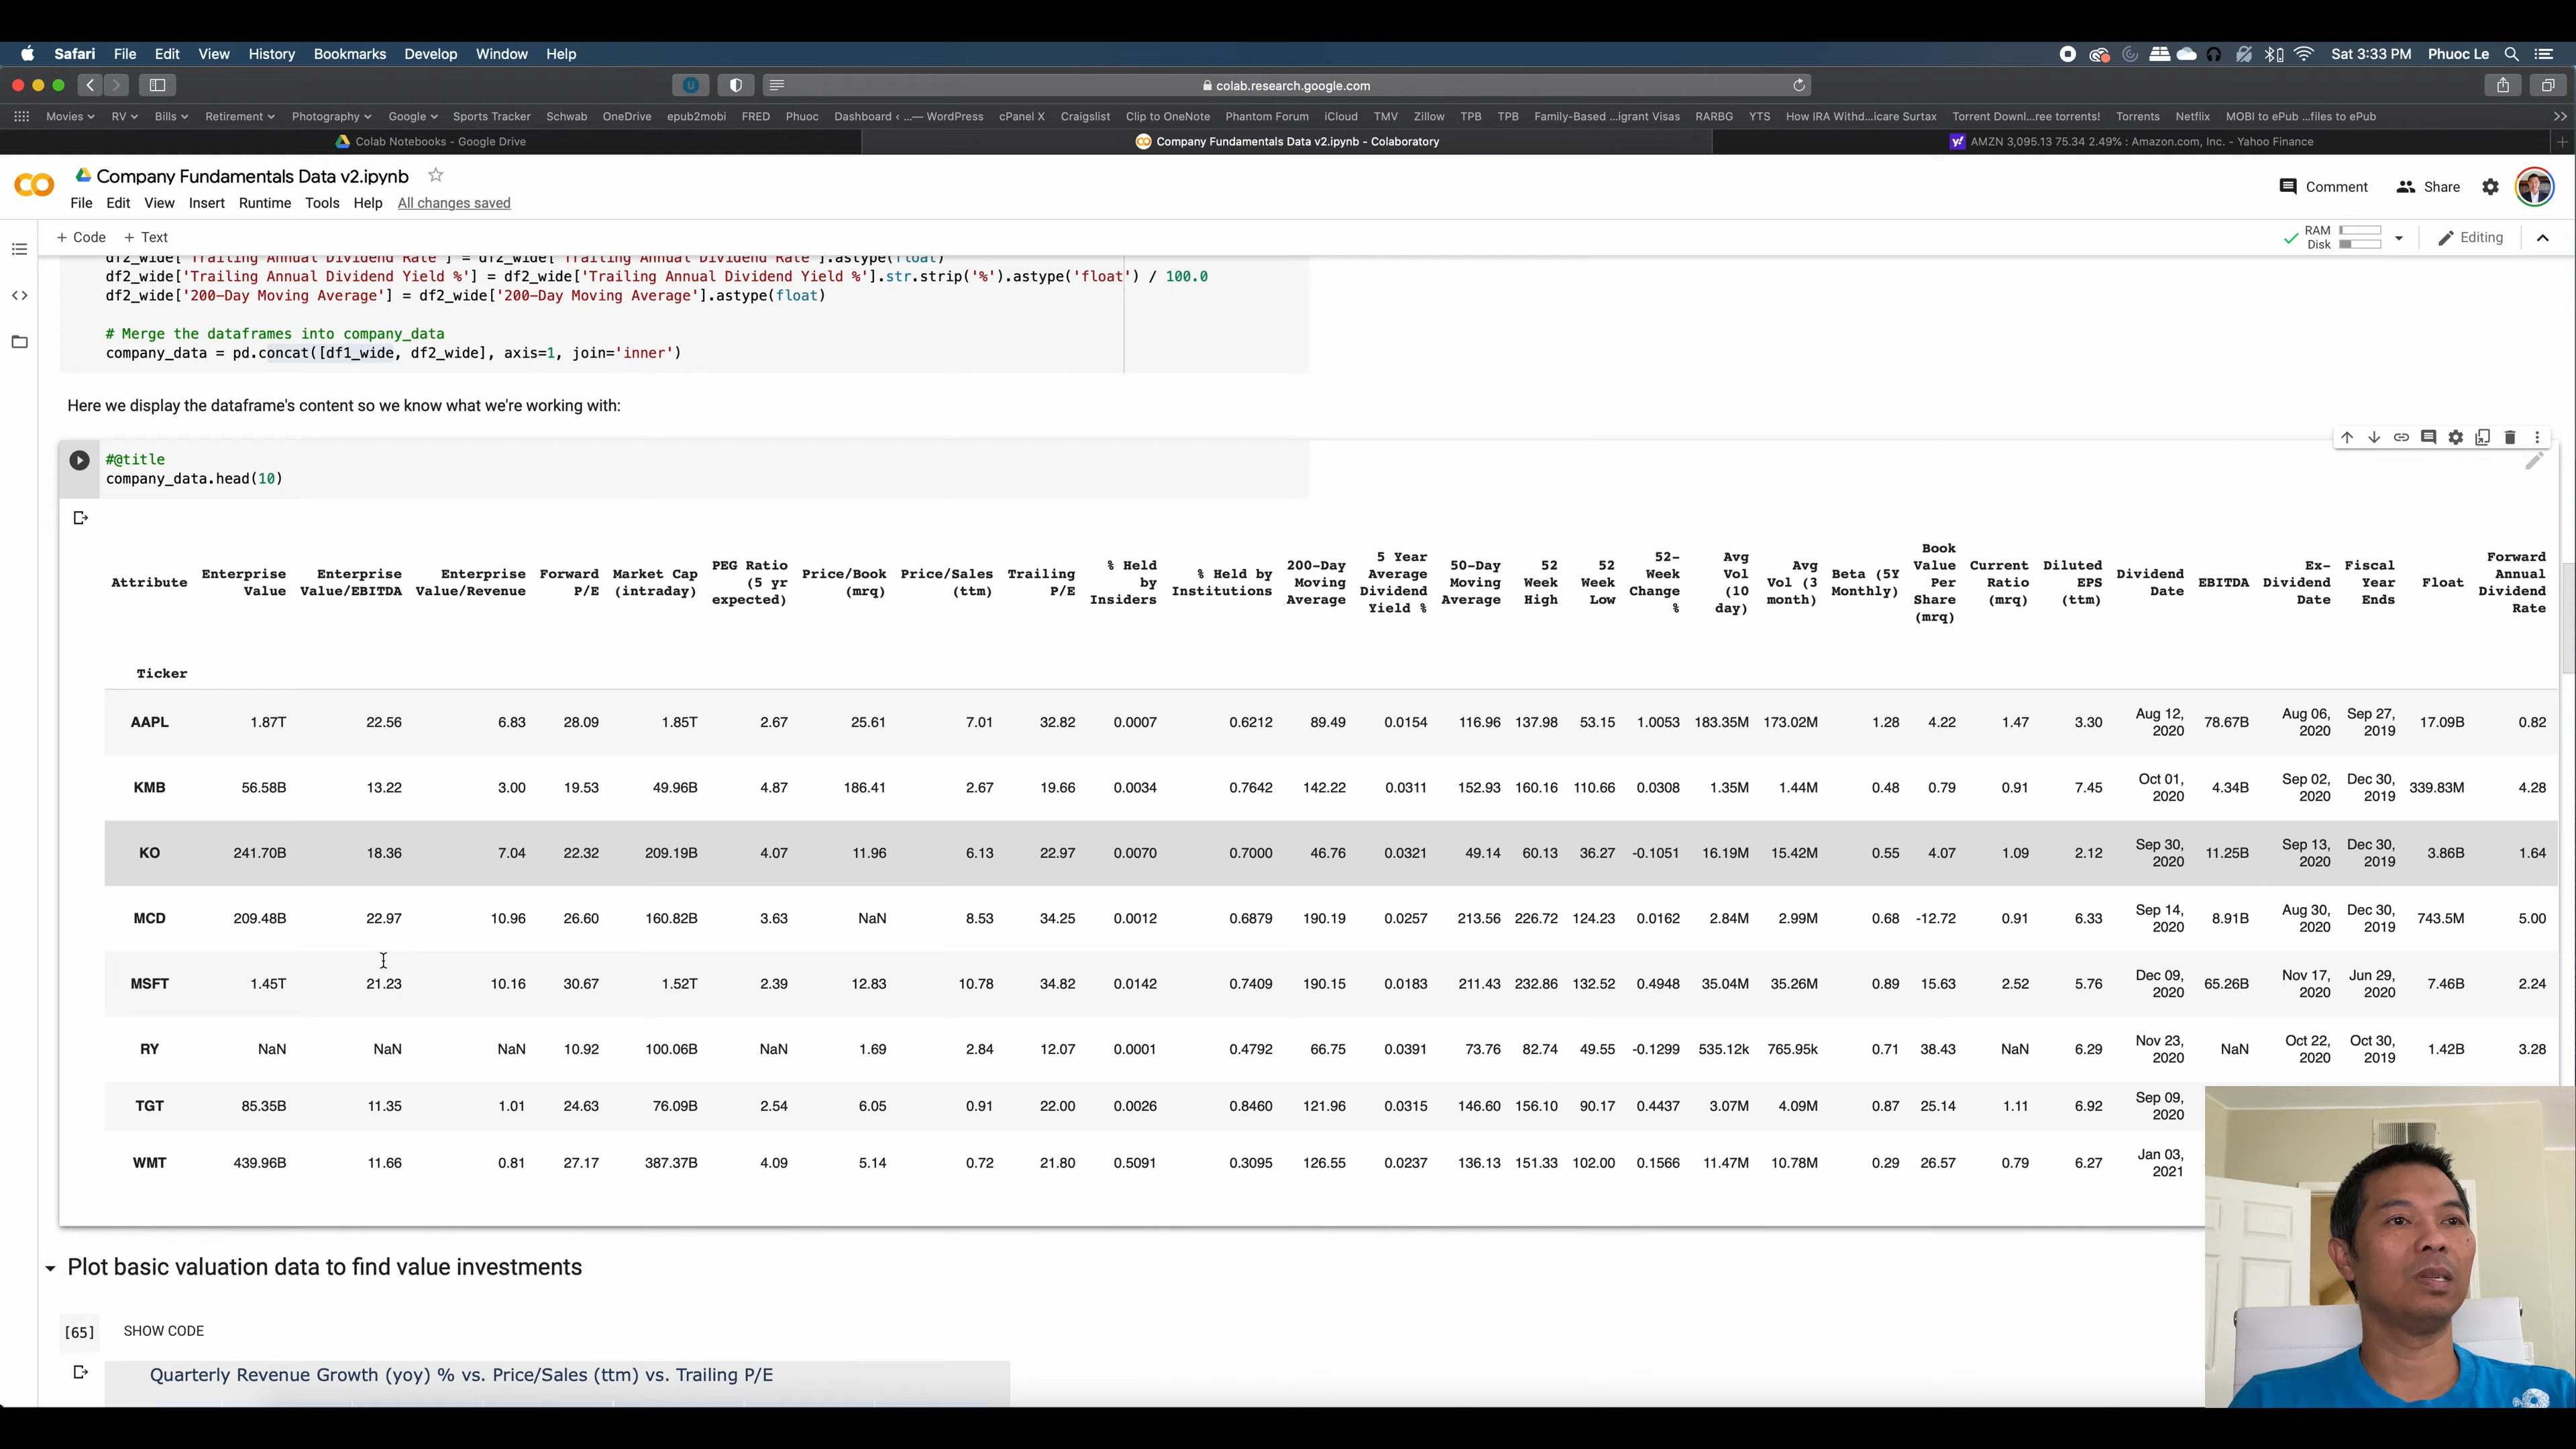 Safari File Edit View History Bookmarks Develop Window Help Sat 3:33 PM Phuoc Le
colab.research.google.com
Movies RV Bills Retirement Photography Google Sports Tracker Schwab OneDrive epub2mobi FRED Phuoc Dashboard ‹ ...— WordPress cPanel X Craigslist Clip to OneNote Phantom Forum iCloud TMV Zillow TPB TPB Family-Based ...igrant Visas RARBG YTS How IRA Withd...icare Surtax Torrent Downl...ree torrents! Torrents Netflix MOBI to ePub ...files to ePub
Colab Notebooks - Google Drive Company Fundamentals Data v2.ipynb - Colaboratory AMZN 3,095.13 75.34 2.49% : Amazon.com, Inc. - Yahoo Finance
Company Fundamentals Data v2.ipynb
Comment Share
File Edit View Insert Runtime Tools Help All changes saved
+ Code + Text RAM Disk Editing
df2_wide['Trailing Annual Dividend Rate'] = df2_wide['Trailing Annual Dividend Rate'].astype(float)
df2_wide['Trailing Annual Dividend Yield %'] = df2_wide['Trailing Annual Dividend Yield %'].str.strip('%').astype('float') / 100.0
df2_wide['200-Day Moving Average'] = df2_wide['200-Day Moving Average'].astype(float)
# Merge the dataframes into company_data
company_data = pd.concat([df1_wide, df2_wide], axis=1, join='inner')
Here we display the dataframe's content so we know what we're working with:
#@title
company_data.head(10)
Attribute Enterprise Value Enterprise Value/EBITDA Enterprise Value/Revenue Forward P/E Market Cap (intraday) PEG Ratio (5 yr expected) Price/Book (mrq) Price/Sales (ttm) Trailing P/E % Held by Insiders % Held by Institutions 200-Day Moving Average 5 Year Average Dividend Yield % 50-Day Moving Average 52 Week High 52 Week Low 52-Week Change % Avg Vol (10 day) Avg Vol (3 month) Beta (5Y Monthly) Book Value Per Share (mrq) Current Ratio (mrq) Diluted EPS (ttm) Dividend Date EBITDA Ex-Dividend Date Fiscal Year Ends Float Forward Annual Dividend Rate
Ticker
AAPL 1.87T 22.56 6.83 28.09 1.85T 2.67 25.61 7.01 32.82 0.0007 0.6212 89.49 0.0154 116.96 137.98 53.15 1.0053 183.35M 173.02M 1.28 4.22 1.47 3.30 Aug 12, 2020 78.67B Aug 06, 2020 Sep 27, 2019 17.09B 0.82
KMB 56.58B 13.22 3.00 19.53 49.96B 4.87 186.41 2.67 19.66 0.0034 0.7642 142.22 0.0311 152.93 160.16 110.66 0.0308 1.35M 1.44M 0.48 0.79 0.91 7.45 Oct 01, 2020 4.34B Sep 02, 2020 Dec 30, 2019 339.83M 4.28
KO 241.70B 18.36 7.04 22.32 209.19B 4.07 11.96 6.13 22.97 0.0070 0.7000 46.76 0.0321 49.14 60.13 36.27 -0.1051 16.19M 15.42M 0.55 4.07 1.09 2.12 Sep 30, 2020 11.25B Sep 13, 2020 Dec 30, 2019 3.86B 1.64
MCD 209.48B 22.97 10.96 26.60 160.82B 3.63 NaN 8.53 34.25 0.0012 0.6879 190.19 0.0257 213.56 226.72 124.23 0.0162 2.84M 2.99M 0.68 -12.72 0.91 6.33 Sep 14, 2020 8.91B Aug 30, 2020 Dec 30, 2019 743.5M 5.00
MSFT 1.45T 21.23 10.16 30.67 1.52T 2.39 12.83 10.78 34.82 0.0142 0.7409 190.15 0.0183 211.43 232.86 132.52 0.4948 35.04M 35.26M 0.89 15.63 2.52 5.76 Dec 09, 2020 65.26B Nov 17, 2020 Jun 29, 2020 7.46B 2.24
RY NaN NaN NaN 10.92 100.06B NaN 1.69 2.84 12.07 0.0001 0.4792 66.75 0.0391 73.76 82.74 49.55 -0.1299 535.12k 765.95k 0.71 38.43 NaN 6.29 Nov 23, 2020 NaN Oct 22, 2020 Oct 30, 2019 1.42B 3.28
TGT 85.35B 11.35 1.01 24.63 76.09B 2.54 6.05 0.91 22.00 0.0026 0.8460 121.96 0.0315 146.60 156.10 90.17 0.4437 3.07M 4.09M 0.87 25.14 1.11 6.92 Sep 09, 2020
WMT 439.96B 11.66 0.81 27.17 387.37B 4.09 5.14 0.72 21.80 0.5091 0.3095 126.55 0.0237 136.13 151.33 102.00 0.1566 11.47M 10.78M 0.29 26.57 0.79 6.27 Jan 03, 2021
Plot basic valuation data to find value investments
[65] SHOW CODE
Quarterly Revenue Growth (yoy) % vs. Price/Sales (ttm) vs. Trailing P/E